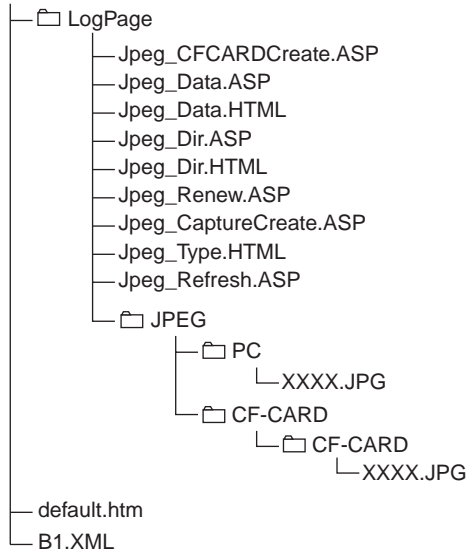 LogPage
Jpeg_CFCARDCreate.ASP
Jpeg_Data.ASP
Jpeg_Data.HTML
Jpeg_Dir.ASP
Jpeg_Dir.HTML
Jpeg_Renew.ASP
Jpeg_CaptureCreate.ASP
Jpeg_Type.HTML
Jpeg_Refresh.ASP
JPEG
PC
XXXX.JPG
CF-CARD
CF-CARD
XXXX.JPG
default.htm
B1.XML